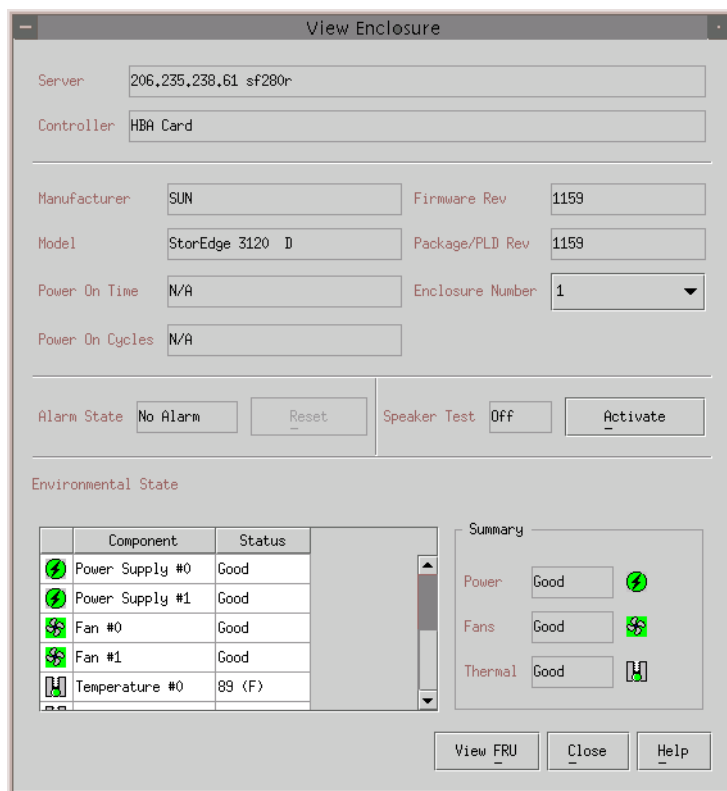 View Enclosure
Server 206.235.238.61 sf280r
Controller HBA Card
Manufacturer SUN Firmware Rev 1159
Model StorEdge 3120 D Package/PLD Rev 1159
Power On Time N/A Enclosure Number 1
Power On Cycles N/A
Alarm State No Alarm Reset Speaker Test Off Activate
Environmental State
Summary
Component Status
Power Supply #0 Good
Power Supply #1 Good
Fan #0 Good
Fan #1 Good
Temperature #0 89 (F)
Power Good
Fans Good
Thermal Good
View FRU Close Help